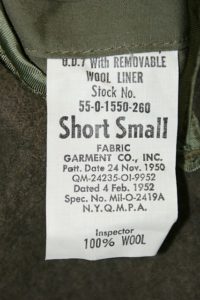 O.D.7 with REMOVABLE
WOOL LINER
Stock No.
55-0-1550-260
Short Small
FABRIC
GARMENT CO., INC.
Patt. Date 24 Nov. 1950
QM-24235-OI-9952
Dated 4 Feb. 1952
Spec. No. Mil-O-2419A
N.Y.Q.M.P.A.
Inspector
100% WOOL